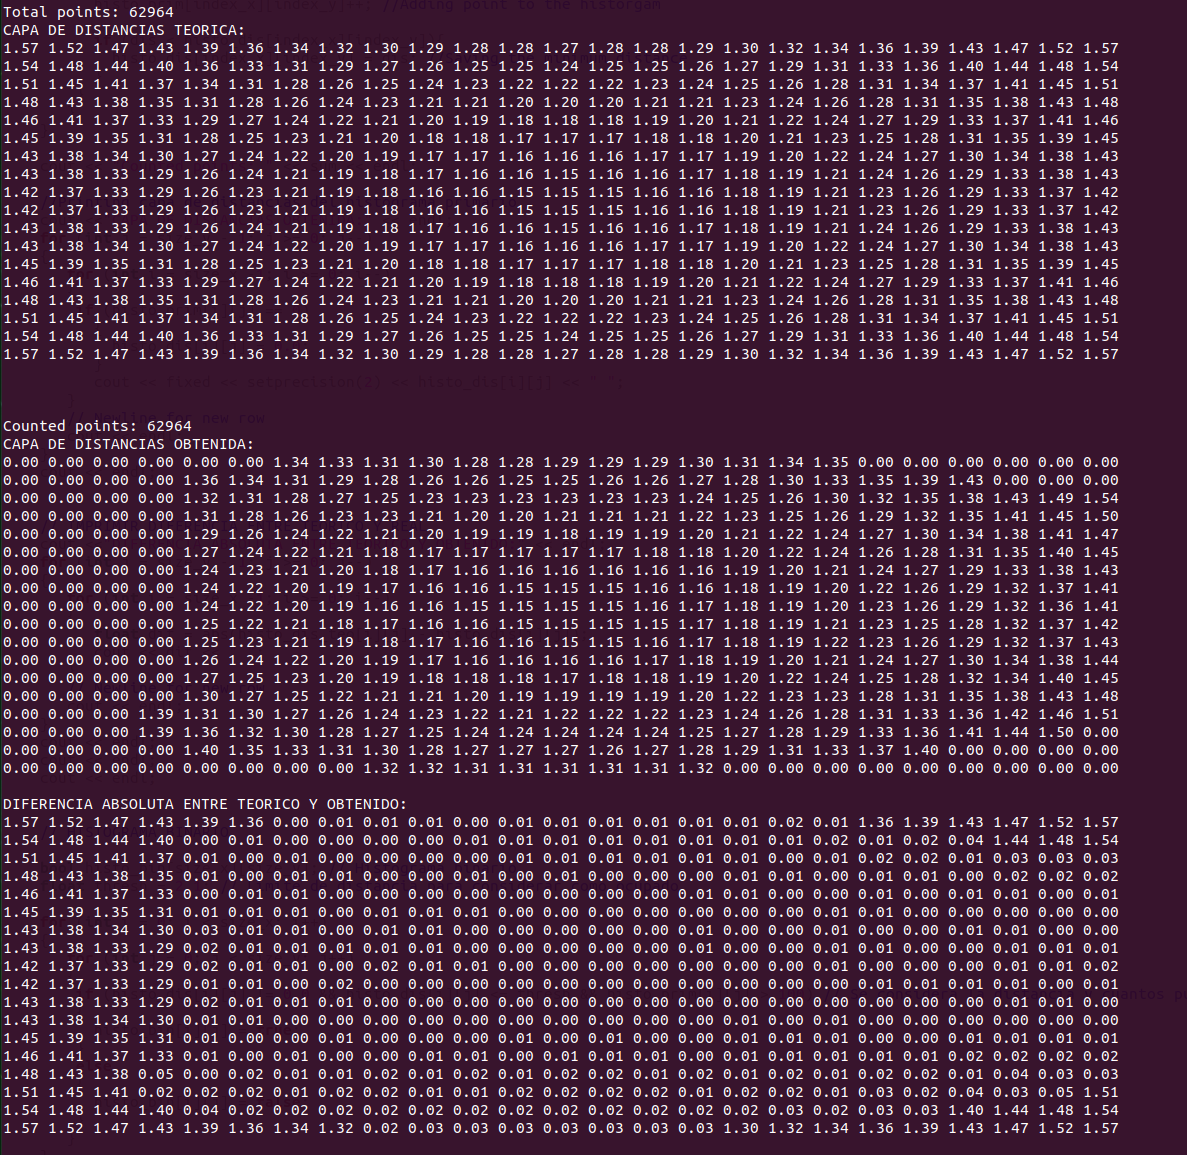 [index_x][index_y]++; //Adding point to the historgam
Total points: 62964
CAPA DE DISTANCIAS TEORICA:
1.57 1.52 1.47 1.43 1.39 1.36 1.34 1.32 1.30 1.29 1.28 1.28 1.27 1.28 1.28 1.29 1.30 1.32 1.34 1.36 1.39 1.43 1.47 1.52 1.57
1.54 1.48 1.44 1.40 1.36 1.33 1.31 1.29 1.27 1.26 1.25 1.25 1.24 1.25 1.25 1.26 1.27 1.29 1.31 1.33 1.36 1.40 1.44 1.48 1.54
1.51 1.45 1.41 1.37 1.34 1.31 1.28 1.26 1.25 1.24 1.23 1.22 1.22 1.22 1.23 1.24 1.25 1.26 1.28 1.31 1.34 1.37 1.41 1.45 1.51
1.48 1.43 1.38 1.35 1.31 1.28 1.26 1.24 1.23 1.21 1.21 1.20 1.20 1.20 1.21 1.21 1.23 1.24 1.26 1.28 1.31 1.35 1.38 1.43 1.48
1.46 1.41 1.37 1.33 1.29 1.27 1.24 1.22 1.21 1.20 1.19 1.18 1.18 1.18 1.19 1.20 1.21 1.22 1.24 1.27 1.29 1.33 1.37 1.41 1.46
1.45 1.39 1.35 1.31 1.28 1.25 1.23 1.21 1.20 1.18 1.18 1.17 1.17 1.17 1.18 1.18 1.20 1.21 1.23 1.25 1.28 1.31 1.35 1.39 1.45
1.43 1.38 1.34 1.30 1.27 1.24 1.22 1.20 1.19 1.17 1.17 1.16 1.16 1.16 1.17 1.17 1.19 1.20 1.22 1.24 1.27 1.30 1.34 1.38 1.43
1.43 1.38 1.33 1.29 1.26 1.24 1.21 1.19 1.18 1.17 1.16 1.16 1.15 1.16 1.16 1.17 1.18 1.19 1.21 1.24 1.26 1.29 1.33 1.38 1.43
1.42 1.37 1.33 1.29 1.26 1.23 1.21 1.19 1.18 1.16 1.16 1.15 1.15 1.15 1.16 1.16 1.18 1.19 1.21 1.23 1.26 1.29 1.33 1.37 1.42
1.42 1.37 1.33 1.29 1.26 1.23 1.21 1.19 1.18 1.16 1.16 1.15 1.15 1.15 1.16 1.16 1.18 1.19 1.21 1.23 1.26 1.29 1.33 1.37 1.42
1.43 1.38 1.33 1.29 1.26 1.24 1.21 1.19 1.18 1.17 1.16 1.16 1.15 1.16 1.16 1.17 1.18 1.19 1.21 1.24 1.26 1.29 1.33 1.38 1.43
1.43 1.38 1.34 1.30 1.27 1.24 1.22 1.20 1.19 1.17 1.17 1.16 1.16 1.16 1.17 1.17 1.19 1.20 1.22 1.24 1.27 1.30 1.34 1.38 1.43
1.45 1.39 1.35 1.31 1.28 1.25 1.23 1.21 1.20 1.18 1.18 1.17 1.17 1.17 1.18 1.18 1.20 1.21 1.23 1.25 1.28 1.31 1.35 1.39 1.45
1.46 1.41 1.37 1.33 1.29 1.27 1.24 1.22 1.21 1.20 1.19 1.18 1.18 1.18 1.19 1.20 1.21 1.22 1.24 1.27 1.29 1.33 1.37 1.41 1.46
1.48 1.43 1.38 1.35 1.31 1.28 1.26 1.24 1.23 1.21 1.21 1.20 1.20 1.20 1.21 1.21 1.23 1.24 1.26 1.28 1.31 1.35 1.38 1.43 1.48
1.51 1.45 1.41 1.37 1.34 1.31 1.28 1.26 1.25 1.24 1.23 1.22 1.22 1.22 1.23 1.24 1.25 1.26 1.28 1.31 1.34 1.37 1.41 1.45 1.51
1.54 1.48 1.44 1.40 1.36 1.33 1.31 1.29 1.27 1.26 1.25 1.25 1.24 1.25 1.25 1.26 1.27 1.29 1.31 1.33 1.36 1.40 1.44 1.48 1.54
1.57 1.52 1.47 1.43 1.39 1.36 1.34 1.32 1.30 1.29 1.28 1.28 1.27 1.28 1.28 1.29 1.30 1.32 1.34 1.36 1.39 1.43 1.47 1.52 1.57
cout << fixed << setprecision(2) << histo_dis[i][j] << " ";
// Newline for new row
Counted points: 62964
CAPA DE DISTANCIAS OBTENIDA:
0.00 0.00 0.00 0.00 0.00 0.00 1.34 1.33 1.31 1.30 1.28 1.28 1.29 1.29 1.29 1.30 1.31 1.34 1.35 0.00 0.00 0.00 0.00 0.00 0.00
0.00 0.00 0.00 0.00 1.36 1.34 1.31 1.29 1.28 1.26 1.26 1.25 1.25 1.26 1.26 1.27 1.28 1.30 1.33 1.35 1.39 1.43 0.00 0.00 0.00
0.00 0.00 0.00 0.00 1.32 1.31 1.28 1.27 1.25 1.23 1.23 1.23 1.23 1.23 1.23 1.24 1.25 1.26 1.30 1.32 1.35 1.38 1.43 1.49 1.54
0.00 0.00 0.00 0.00 1.31 1.28 1.26 1.23 1.23 1.21 1.20 1.20 1.21 1.21 1.21 1.22 1.23 1.25 1.26 1.29 1.32 1.35 1.41 1.45 1.50
0.00 0.00 0.00 0.00 1.29 1.26 1.24 1.22 1.21 1.20 1.19 1.19 1.18 1.19 1.19 1.20 1.21 1.22 1.24 1.27 1.30 1.34 1.38 1.41 1.47
0.00 0.00 0.00 0.00 1.27 1.24 1.22 1.21 1.18 1.17 1.17 1.17 1.17 1.17 1.18 1.18 1.20 1.22 1.24 1.26 1.28 1.31 1.35 1.40 1.45
0.00 0.00 0.00 0.00 1.24 1.23 1.21 1.20 1.18 1.17 1.16 1.16 1.16 1.16 1.16 1.16 1.19 1.20 1.21 1.24 1.27 1.29 1.33 1.38 1.43
0.00 0.00 0.00 0.00 1.24 1.22 1.20 1.19 1.17 1.16 1.16 1.15 1.15 1.15 1.16 1.16 1.18 1.19 1.20 1.22 1.26 1.29 1.32 1.37 1.41
0.00 0.00 0.00 0.00 1.24 1.22 1.20 1.19 1.16 1.16 1.15 1.15 1.15 1.15 1.16 1.17 1.18 1.19 1.20 1.23 1.26 1.29 1.32 1.36 1.41
0.00 0.00 0.00 0.00 1.25 1.22 1.21 1.18 1.17 1.16 1.16 1.15 1.15 1.15 1.15 1.17 1.18 1.19 1.21 1.23 1.25 1.28 1.32 1.37 1.42
0.00 0.00 0.00 0.00 1.25 1.23 1.21 1.19 1.18 1.17 1.16 1.16 1.15 1.15 1.16 1.17 1.18 1.19 1.22 1.23 1.26 1.29 1.32 1.37 1.43
0.00 0.00 0.00 0.00 1.26 1.24 1.22 1.20 1.19 1.17 1.16 1.16 1.16 1.16 1.17 1.18 1.19 1.20 1.21 1.24 1.27 1.30 1.34 1.38 1.44
0.00 0.00 0.00 0.00 1.27 1.25 1.23 1.20 1.19 1.18 1.18 1.18 1.17 1.18 1.18 1.19 1.20 1.22 1.24 1.25 1.28 1.32 1.34 1.40 1.45
0.00 0.00 0.00 0.00 1.30 1.27 1.25 1.22 1.21 1.21 1.20 1.19 1.19 1.19 1.19 1.20 1.22 1.23 1.23 1.28 1.31 1.35 1.38 1.43 1.48
0.00 0.00 0.00 1.39 1.31 1.30 1.27 1.26 1.24 1.23 1.22 1.21 1.22 1.22 1.22 1.23 1.24 1.26 1.28 1.31 1.33 1.36 1.42 1.46 1.51
0.00 0.00 0.00 1.39 1.36 1.32 1.30 1.28 1.27 1.25 1.24 1.24 1.24 1.24 1.24 1.25 1.27 1.28 1.29 1.33 1.36 1.41 1.44 1.50 0.00
0.00 0.00 0.00 0.00 1.40 1.35 1.33 1.31 1.30 1.28 1.27 1.27 1.27 1.26 1.27 1.28 1.29 1.31 1.33 1.37 1.40 0.00 0.00 0.00 0.00
0.00 0.00 0.00 0.00 0.00 0.00 0.00 0.00 1.32 1.32 1.31 1.31 1.31 1.31 1.31 1.32 0.00 0.00 0.00 0.00 0.00 0.00 0.00 0.00 0.00
DIFERENCIA ABSOLUTA ENTRE TEORICO Y OBTENIDO:
1.57 1.52 1.47 1.43 1.39 1.36 0.00 0.01 0.01 0.01 0.00 0.01 0.01 0.01 0.01 0.01 0.01 0.02 0.01 1.36 1.39 1.43 1.47 1.52 1.57
1.54 1.48 1.44 1.40 0.00 0.01 0.00 0.00 0.00 0.00 0.01 0.01 0.01 0.01 0.01 0.01 0.01 0.01 0.02 0.01 0.02 0.04 1.44 1.48 1.54
1.51 1.45 1.41 1.37 0.01 0.00 0.01 0.00 0.00 0.00 0.00 0.01 0.01 0.01 0.01 0.00 0.01 0.00 0.01 0.02 0.02 0.01 0.03 0.03 0.03
1.48 1.43 1.38 1.35 0.01 0.00 0.01 0.01 0.00 0.01 0.00 0.00 0.00 0.01 0.00 0.00 0.01 0.01 0.00 0.01 0.01 0.00 0.02 0.02 0.02
1.46 1.41 1.37 1.33 0.00 0.01 0.01 0.00 0.00 0.00 0.00 0.00 0.00 0.00 0.00 0.01 0.01 0.00 0.00 0.01 0.00 0.01 0.01 0.00 0.01
1.45 1.39 1.35 1.31 0.01 0.01 0.01 0.00 0.01 0.01 0.01 0.00 0.00 0.00 0.00 0.00 0.00 0.00 0.01 0.01 0.00 0.00 0.00 0.00 0.00
1.43 1.38 1.34 1.30 0.03 0.01 0.01 0.00 0.01 0.00 0.01 0.00 0.00 0.00 0.00 0.01 0.00 0.00 0.01 0.00 0.00 0.01 0.01 0.00 0.00
1.43 1.38 1.33 1.29 0.02 0.01 0.01 0.01 0.01 0.01 0.00 0.00 0.00 0.00 0.00 0.00 0.00 0.00 0.01 0.01 0.00 0.00 0.01 0.01 0.01
1.42 1.37 1.33 1.29 0.02 0.01 0.01 0.00 0.02 0.01 0.01 0.00 0.00 0.00 0.00 0.00 0.00 0.00 0.01 0.00 0.00 0.00 0.01 0.01 0.02
1.42 1.37 1.33 1.29 0.01 0.01 0.00 0.02 0.00 0.00 0.00 0.00 0.00 0.00 0.00 0.00 0.00 0.00 0.00 0.01 0.01 0.01 0.01 0.00 0.01
1.43 1.38 1.33 1.29 0.02 0.01 0.01 0.01 0.00 0.00 0.00 0.00 0.00 0.00 0.00 0.00 0.00 0.00 0.00 0.00 0.00 0.00 0.01 0.01 0.00
1.43 1.38 1.34 1.30 0.01 0.01 0.00 0.00 0.00 0.00 0.00 0.00 0.00 0.00 0.00 0.00 0.01 0.00 0.01 0.00 0.00 0.00 0.00 0.00 0.00
1.45 1.39 1.35 1.31 0.01 0.00 0.00 0.01 0.00 0.00 0.00 0.01 0.00 0.01 0.00 0.01 0.01 0.01 0.01 0.00 0.00 0.01 0.01 0.01 0.01
1.46 1.41 1.37 1.33 0.01 0.00 0.01 0.00 0.00 0.01 0.01 0.00 0.01 0.01 0.00 0.01 0.01 0.01 0.01 0.01 0.02 0.02 0.02 0.02 0.02
1.48 1.43 1.38 0.05 0.00 0.02 0.01 0.01 0.01 0.02 0.01 0.01 0.02 0.02 0.01 0.02 0.01 0.02 0.01 0.02 0.02 0.01 0.04 0.03 0.03
1.51 1.45 1.41 0.02 0.02 0.02 0.01 0.02 0.02 0.01 0.01 0.02 0.02 0.02 0.02 0.01 0.02 0.02 0.01 0.03 0.02 0.04 0.03 0.05 1.51
1.54 1.48 1.44 1.40 0.04 0.02 0.02 0.02 0.02 0.02 0.02 0.02 0.02 0.02 0.02 0.02 0.02 0.03 0.02 0.03 0.03 1.40 1.44 1.48 1.54
1.57 1.52 1.47 1.43 1.39 1.36 1.34 1.32 0.02 0.03 0.03 0.03 0.03 0.03 0.03 0.03 1.30 1.32 1.34 1.36 1.39 1.43 1.47 1.52 1.57